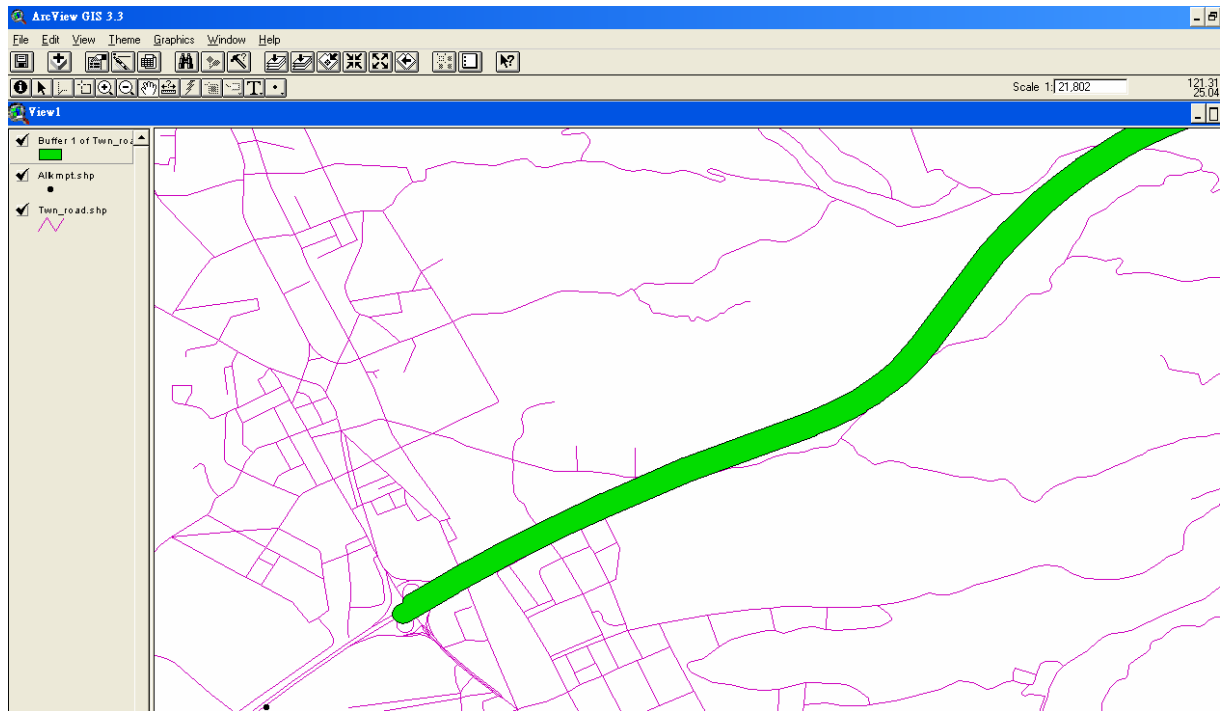 ArcView GIS 3.3
File Edit View Theme Graphics Window Help
Scale 1: 21,802
121.31
25.04
View1
Buffer 1 of Twn_roa
Allkmpt.shp
Twn_road.shp